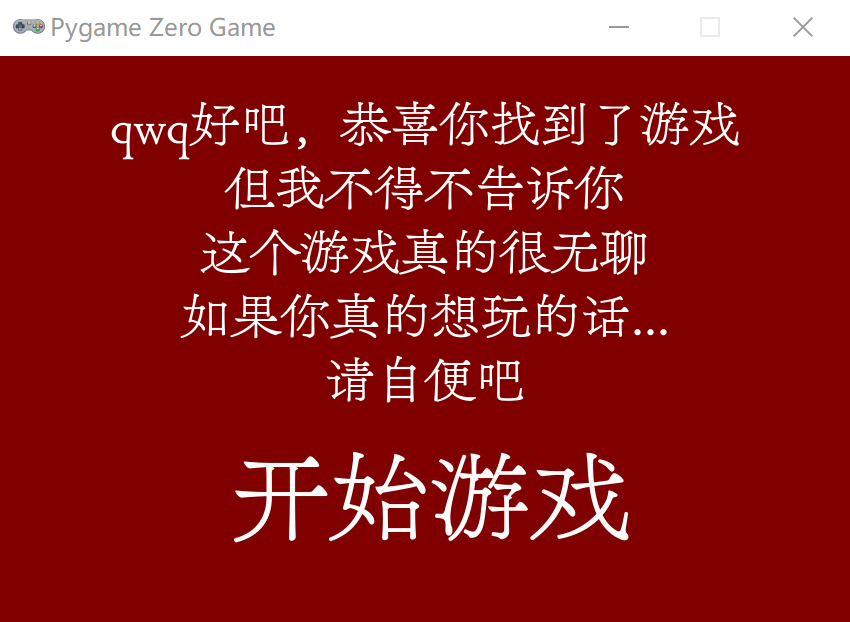 Pygame Zero Game
qwq好吧，恭喜你找到了游戏
但我不得不告诉你
这个游戏真的很无聊
如果你真的想玩的话...
请自便吧
开始游戏